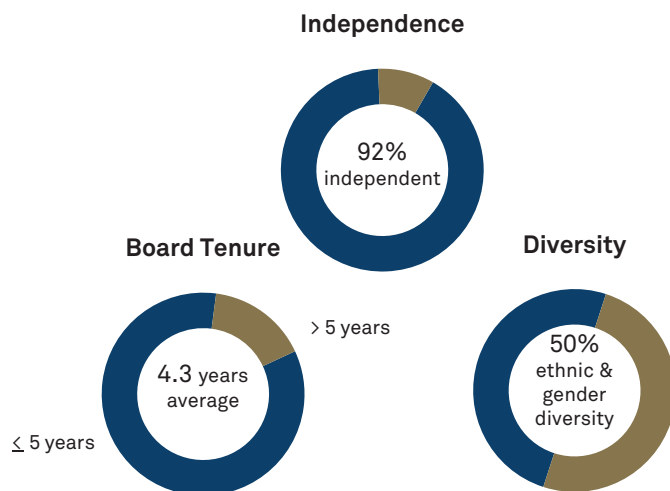 Independence
92%
independent
Board Tenure
Diversity
> 5 years
4.3 years
average
≤ 5 years
50%
ethnic &
gender
diversity